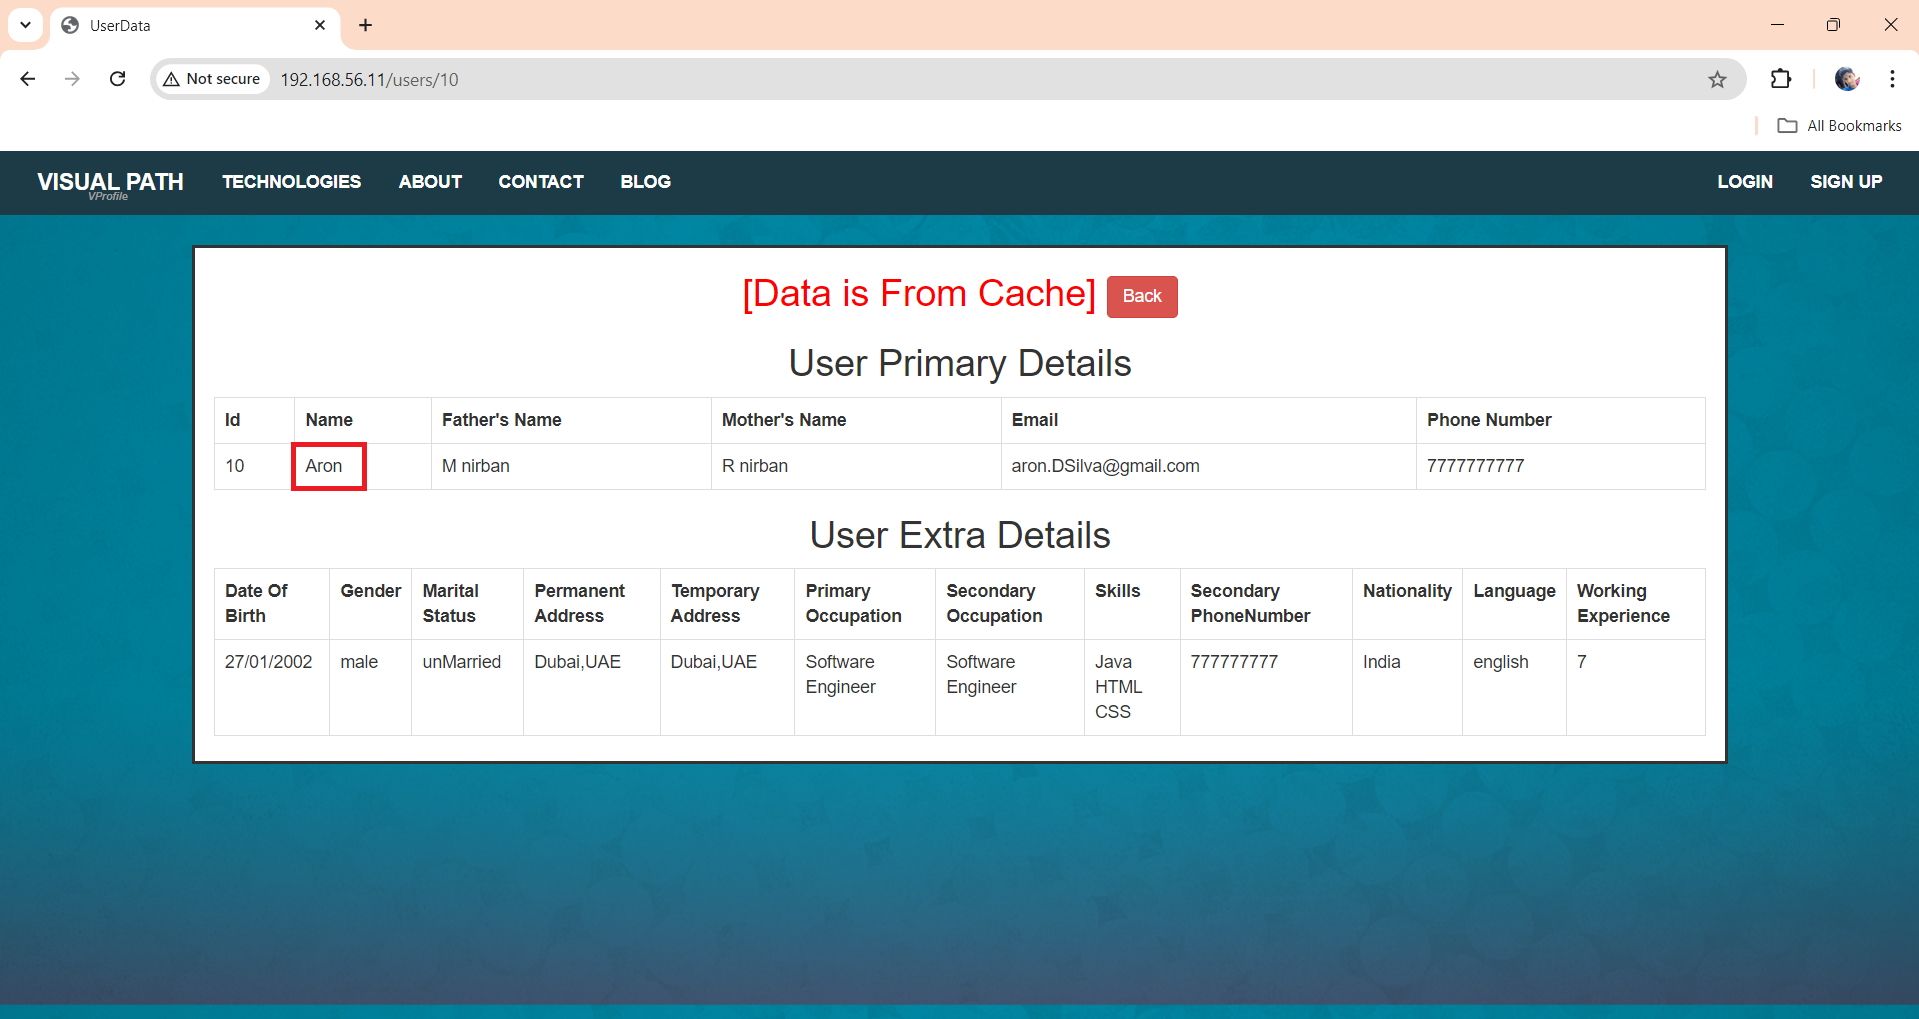 UserData
Not secure 192.168.56.11/users/10
All Bookmarks
VISUAL PATH TECHNOLOGIES ABOUT CONTACT BLOG LOGIN SIGN UP
VProfile
[Data is From Cache] Back
User Primary Details
Id Name Father's Name Mother's Name Email Phone Number
10 Aron M nirban R nirban aron.DSilva@gmail.com 7777777777
User Extra Details
Date Of Birth Gender Marital Status Permanent Address Temporary Address Primary Occupation Secondary Occupation Skills Secondary PhoneNumber Nationality Language Working Experience
27/01/2002 male unMarried Dubai,UAE Dubai,UAE Software Engineer Software Engineer Java HTML CSS 777777777 India english 7